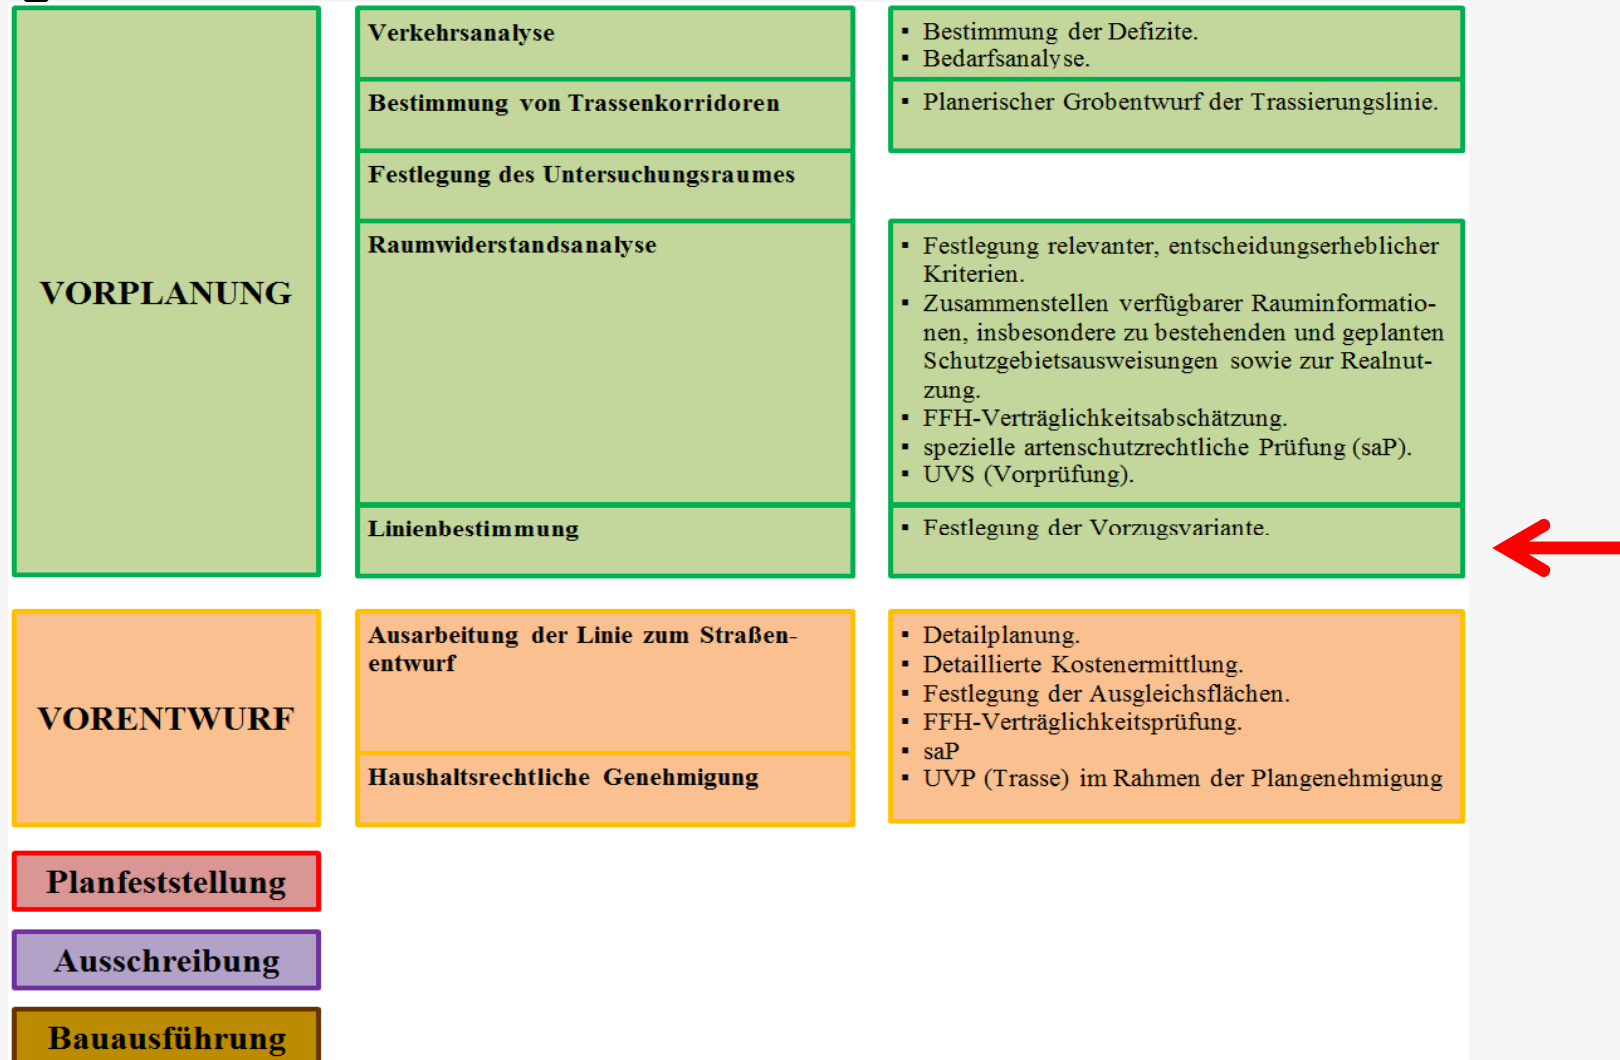 VORPLANUNG
Verkehrsanalyse
▪ Bestimmung der Defizite.
▪ Bedarfsanalyse.
Bestimmung von Trassenkorridoren
▪ Planerischer Grobentwurf der Trassierungslinie.
Festlegung des Untersuchungsraumes
Raumwiderstandsanalyse
▪ Festlegung relevanter, entscheidungserheblicher
Kriterien.
▪ Zusammenstellen verfügbarer Rauminformatio-
nen, insbesondere zu bestehenden und geplanten
Schutzgebietsausweisungen sowie zur Realnut-
zung.
▪ FFH-Verträglichkeitsabschätzung.
▪ spezielle artenschutzrechtliche Prüfung (saP).
▪ UVS (Vorprüfung).
Linienbestimmung
▪ Festlegung der Vorzugsvariante.
VORENTWURF
Ausarbeitung der Linie zum Straßen-
entwurf
▪ Detailplanung.
▪ Detaillierte Kostenermittlung.
▪ Festlegung der Ausgleichsflächen.
▪ FFH-Verträglichkeitsprüfung.
▪ saP
▪ UVP (Trasse) im Rahmen der Plangenehmigung
Haushaltsrechtliche Genehmigung
Planfeststellung
Ausschreibung
Bauausführung